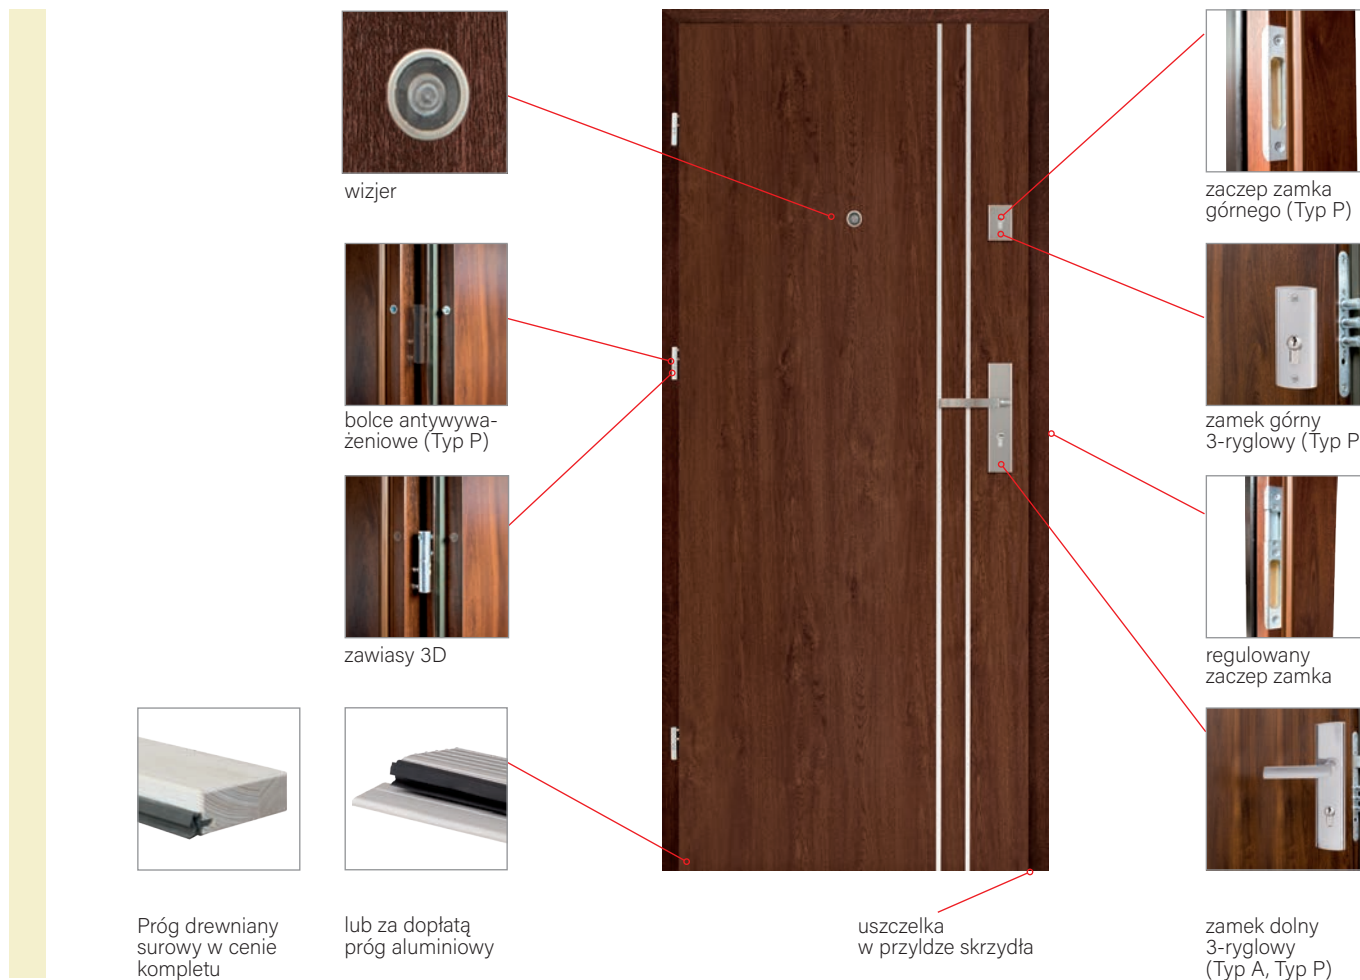 wizjer
bolce antywywa-
żeniowe (Typ P)
zawiasy 3D
Próg drewniany
surowy w cenie
kompletu
lub za dopłatą
próg aluminiowy
uszczelka
w przyldze skrzydła
zaczep zamka
górnego (Typ P)
zamek górny
3-ryglowy (Typ P
regulowany
zaczep zamka
zamek dolny
3-ryglowy
(Typ A, Typ P)